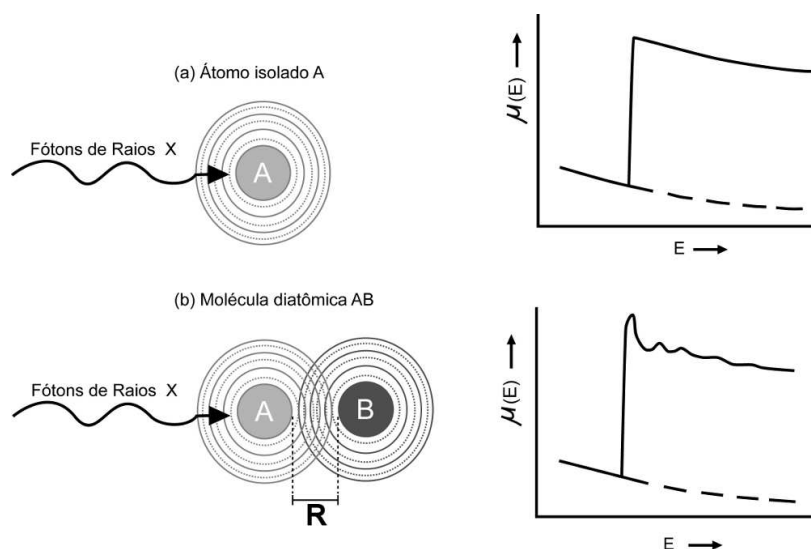 (a) Átomo isolado A
Fótons de Raios X
A
μ(E)
E
(b) Molécula diatômica AB
Fótons de Raios X
A
B
R
μ(E)
E